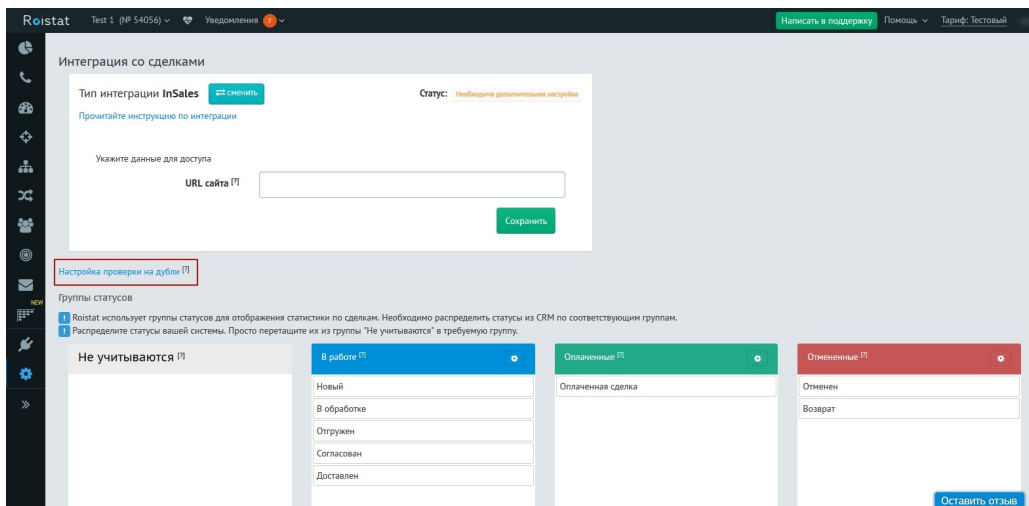 Roistat Test 1 (№ 54056) Уведомления 7 Написать в поддержку Помощь Тариф: Тестовый
Интеграция со сделками
Тип интеграции InSales сменить Статус: Необходима дополнительная настройка
Прочитайте инструкцию по интеграции
Укажите данные для доступа
URL сайта [?]
Сохранить
Настройка проверки на дубли [?]
NEW
Группы статусов
! Roistat использует группы статусов для отображения статистики по сделкам. Необходимо распределить статусы из CRM по соответствующим группам.
! Распределите статусы вашей системы. Просто перетащите их из группы "Не учитываются" в требуемую группу.
Не учитываются [?] В работе [?] Оплаченные [?] Отмененные [?]
Новый Оплаченная сделка Отменен
В обработке Возврат
Отгружен
Согласован
Доставлен
Оставить отзыв